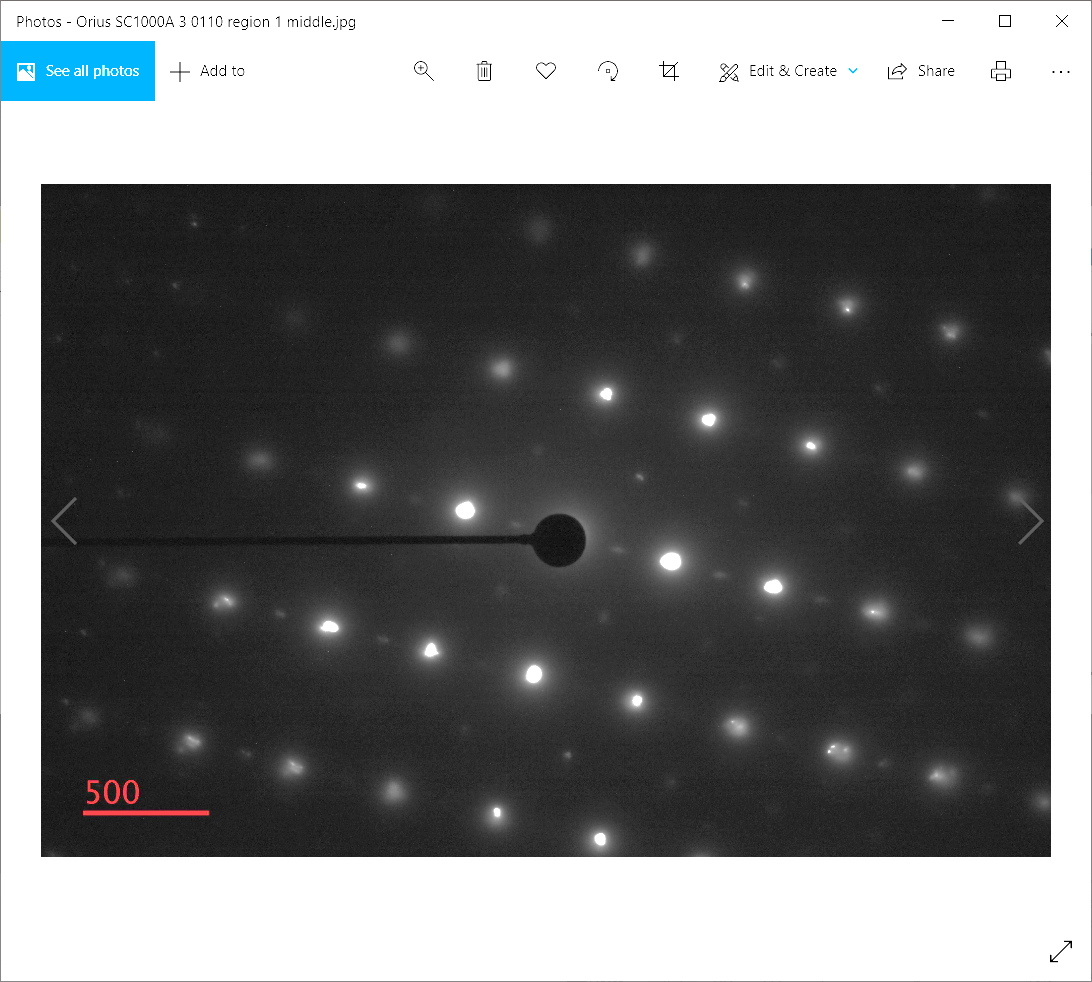 Photos - Orius SC1000A 3 0110 region 1 middle.jpg
See all photos
Add to
Edit & Create
Share
500